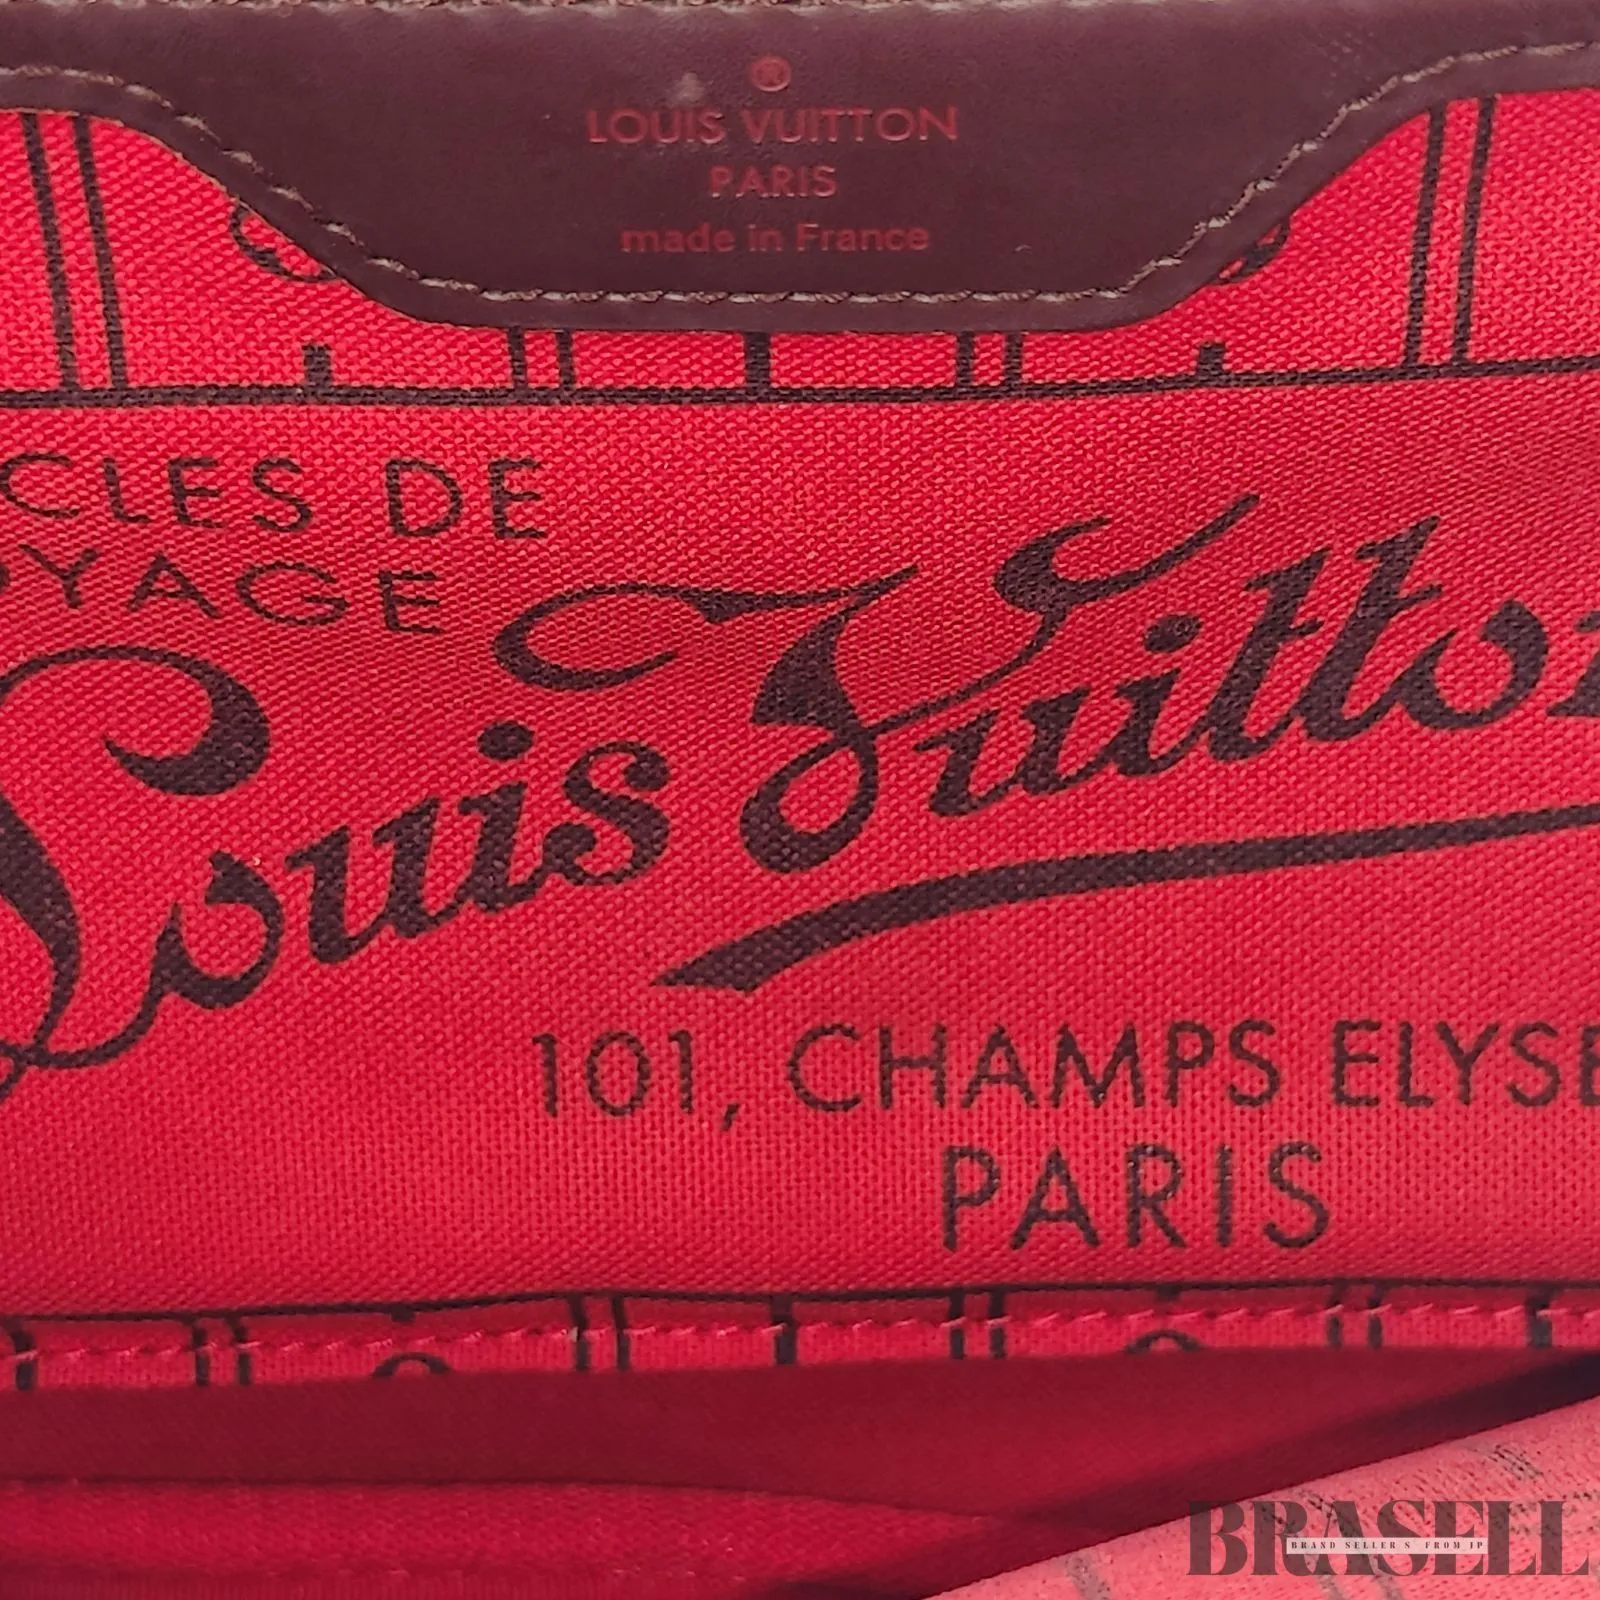 ®
LOUIS VUITTON
PARIS
made in France
CLES DE
YAGE
Louis Vuitton
101, CHAMPS ELYSE
PARIS
BRASELL
BRAND SELLER S FROM JP